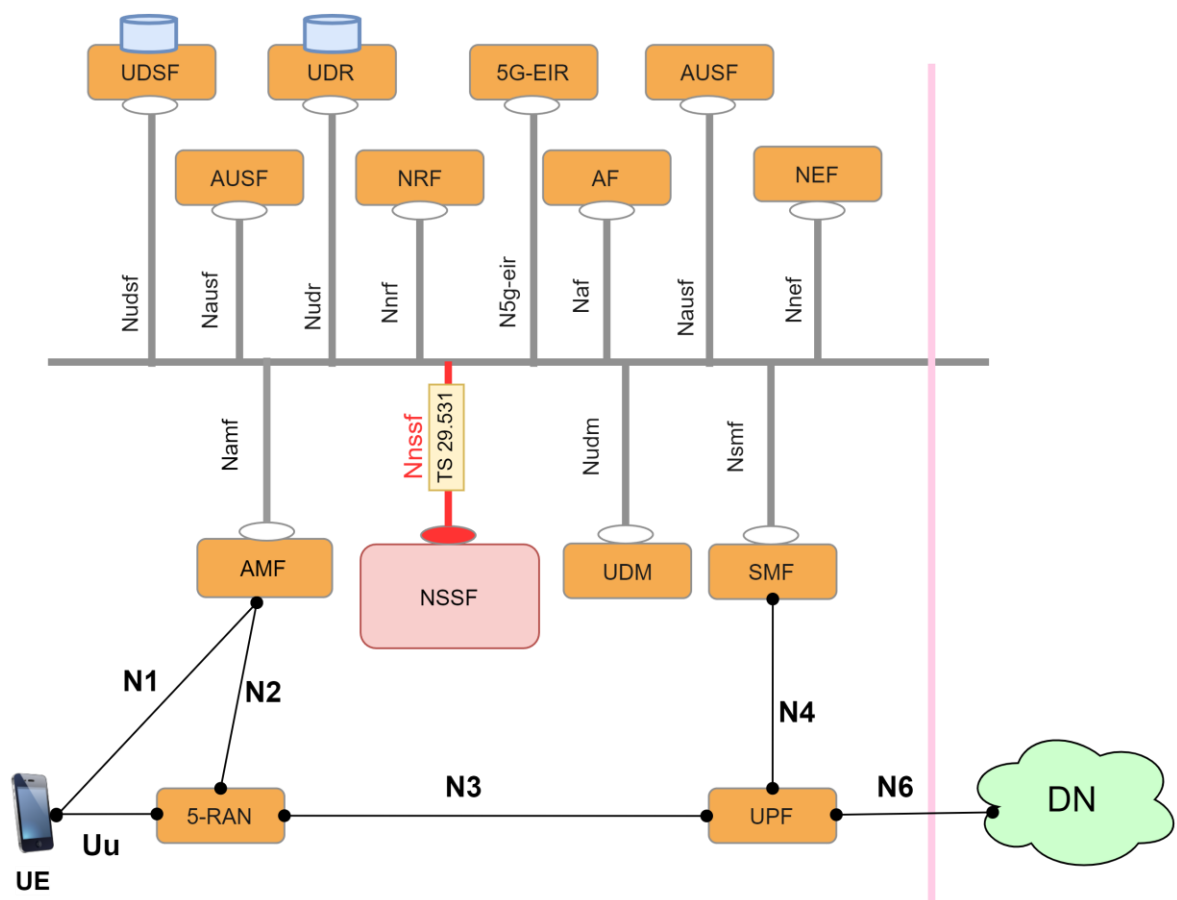 UDSF
UDR
5G-EIR
AUSF
AUSF
NRF
AF
NEF
Nudsf
Nausf
Nudr
Nnrf
N5g-eir
Naf
Nausf
Nnef
Namf
Nnssf
TS 29.531
Nudm
Nsmf
AMF
NSSF
UDM
SMF
N1
N2
N4
N3
N6
5-RAN
UPF
DN
Uu
UE